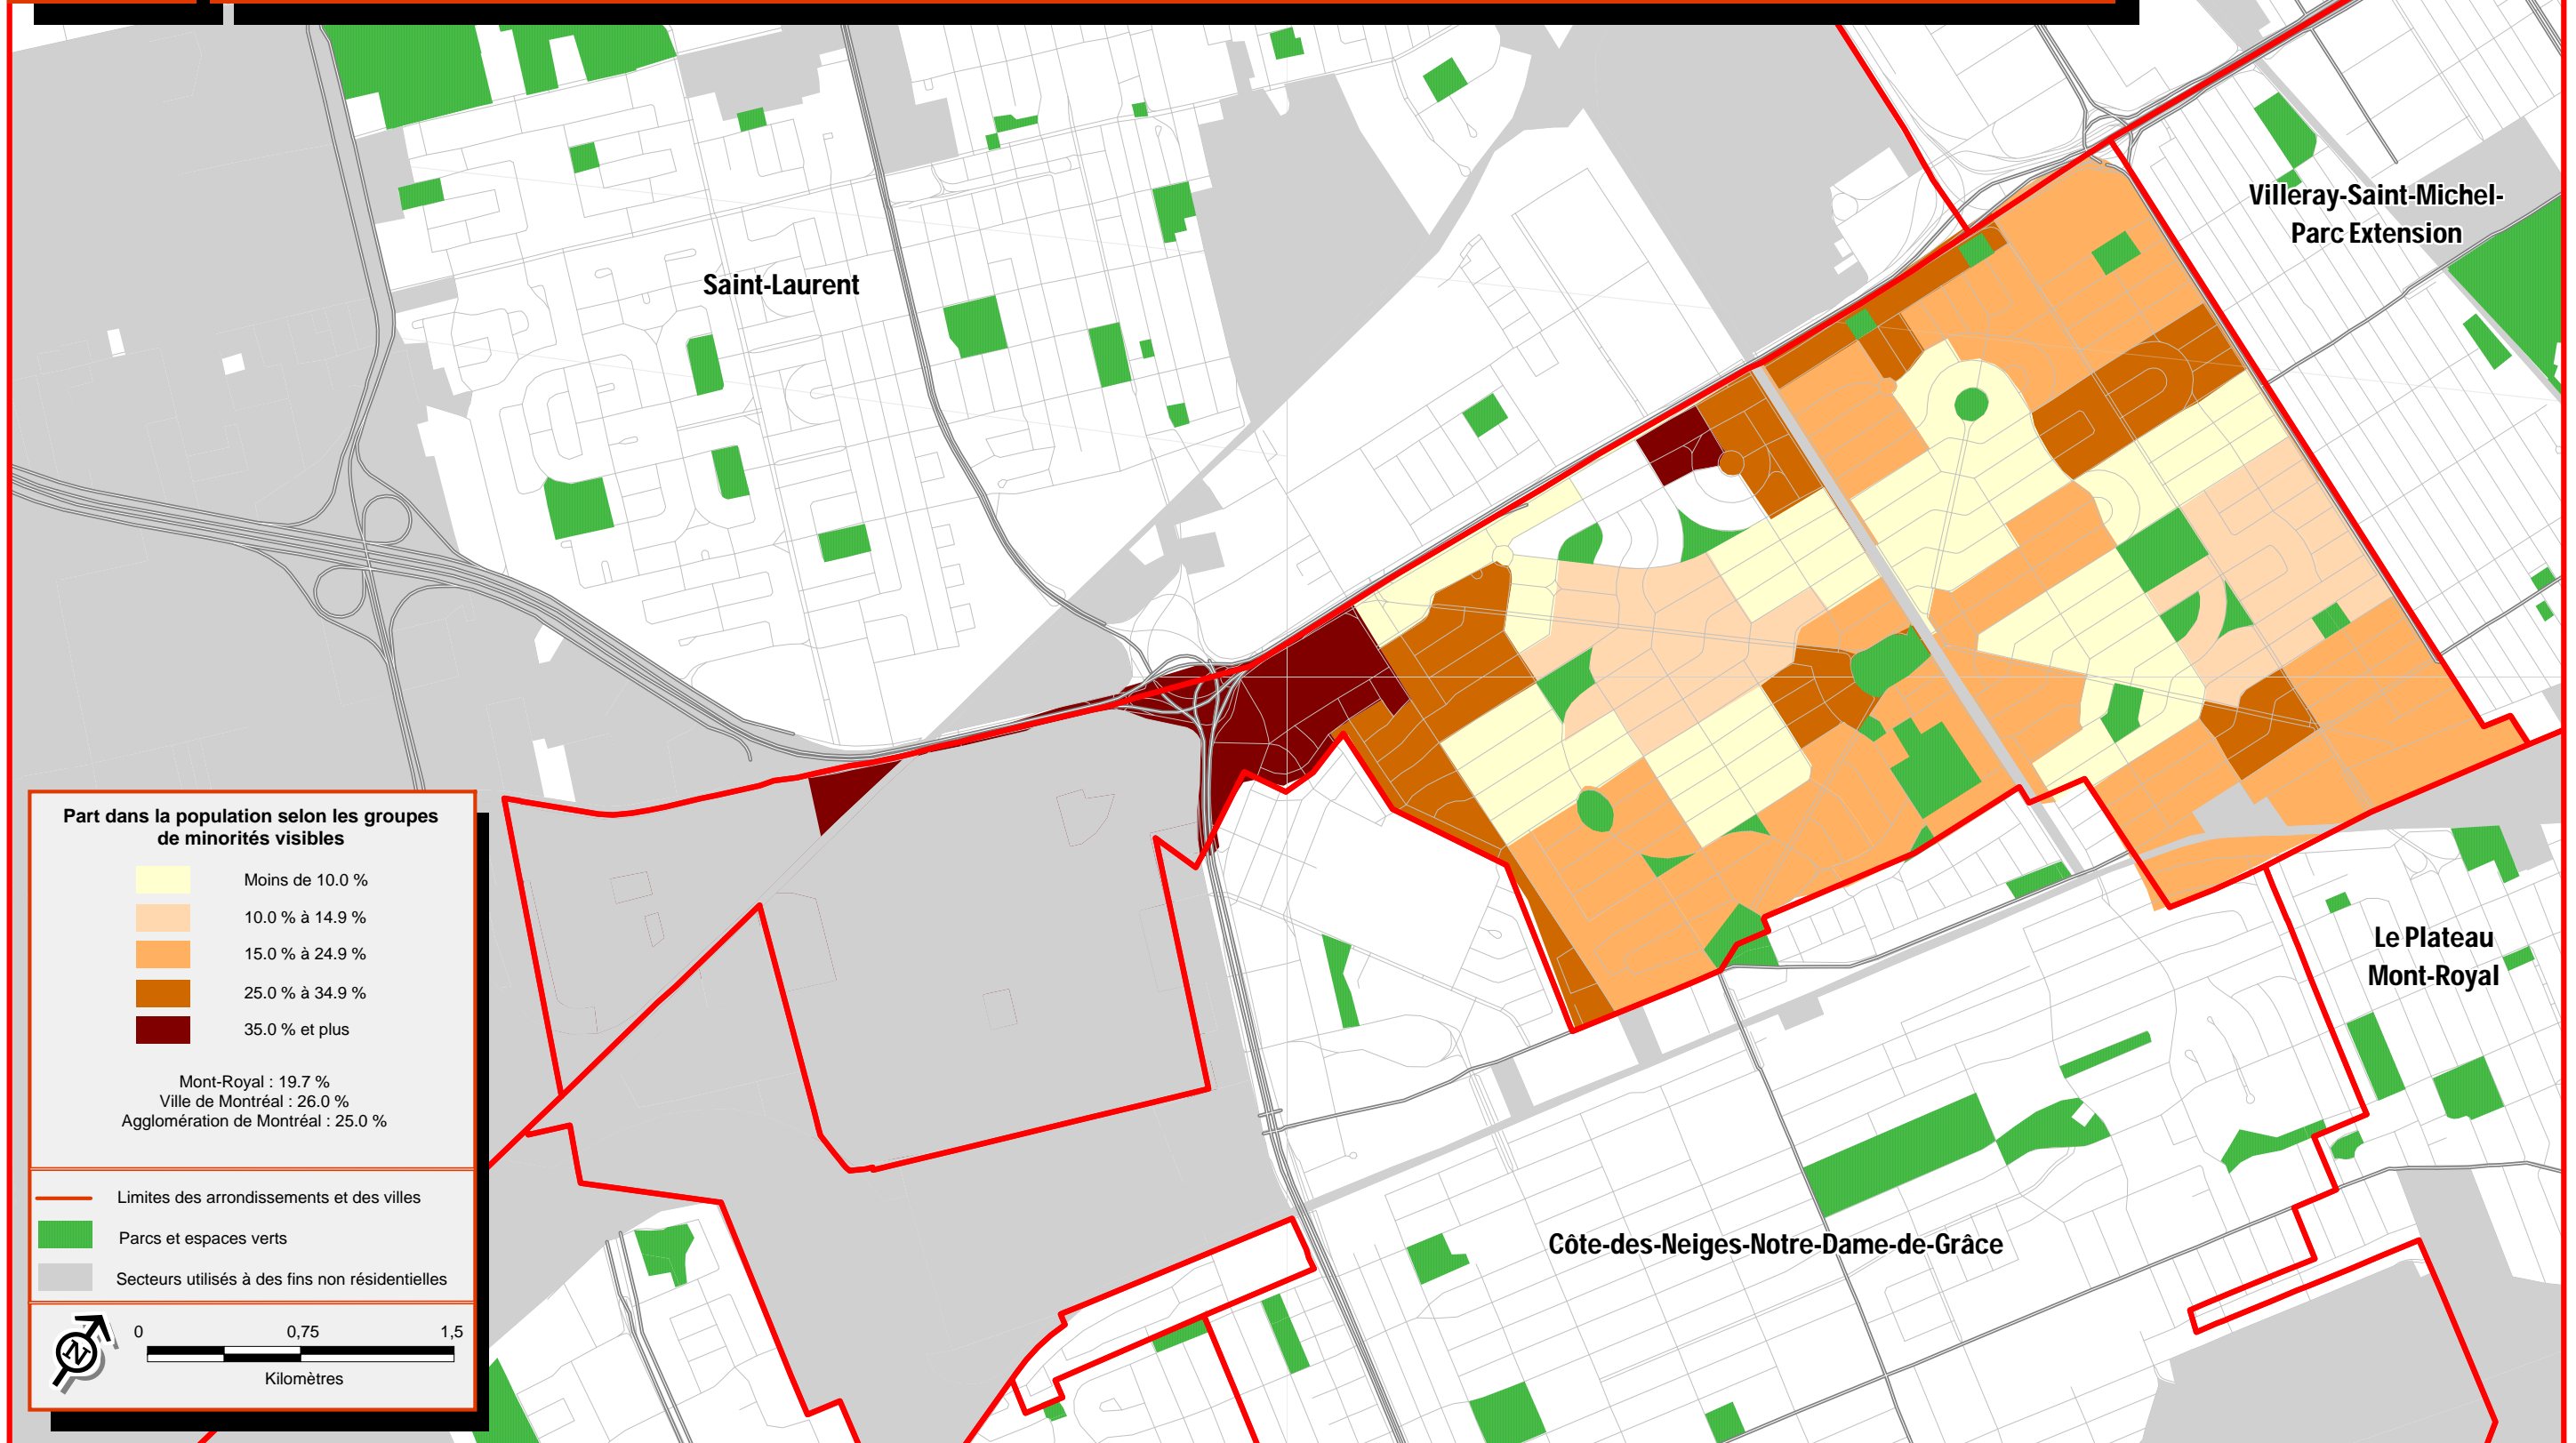 Villeray-Saint-Michel-
Parc Extension
Saint-Laurent
Le Plateau
Mont-Royal
Côte-des-Neiges-Notre-Dame-de-Grâce
Part dans la population selon les groupes
de minorités visibles
Moins de 10.0 %
10.0 % à 14.9 %
15.0 % à 24.9 %
25.0 % à 34.9 %
35.0 % et plus
Mont-Royal : 19.7 %
Ville de Montréal : 26.0 %
Agglomération de Montréal : 25.0 %
Limites des arrondissements et des villes
Parcs et espaces verts
Secteurs utilisés à des fins non résidentielles
N
0 0,75 1,5
Kilomètres